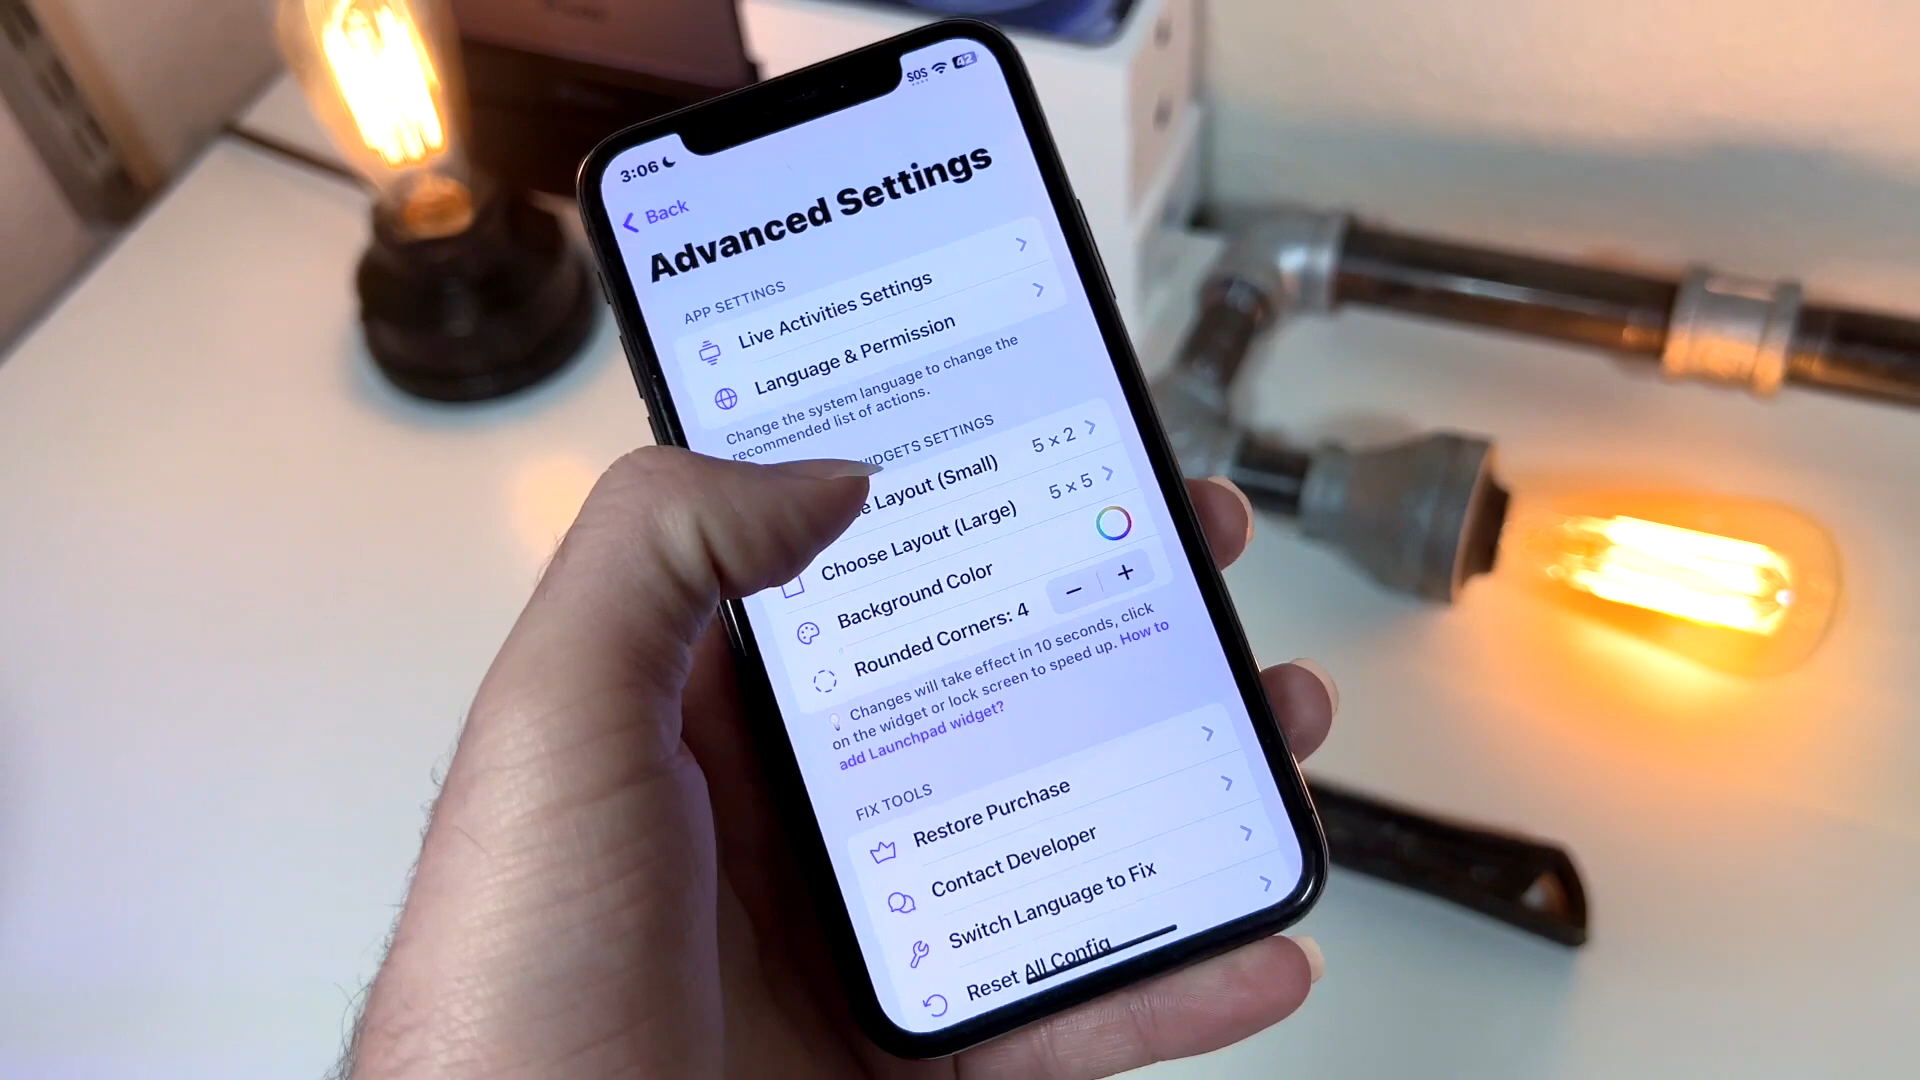 3:06
SOS
42
Back
Advanced Settings
APP SETTINGS
Live Activities Settings
Language & Permission
Change the system language to change the
recommended list of actions.
SETTINGS
Layout (Small) 5 × 2
Choose Layout (Large) 5 × 5
Background Color
Rounded Corners: 4 − +
Changes will take effect in 10 seconds, click
on the widget or lock screen to speed up. How to
add Launchpad widget?
FIX TOOLS
Restore Purchase
Contact Developer
Switch Language to Fix
Reset All Config